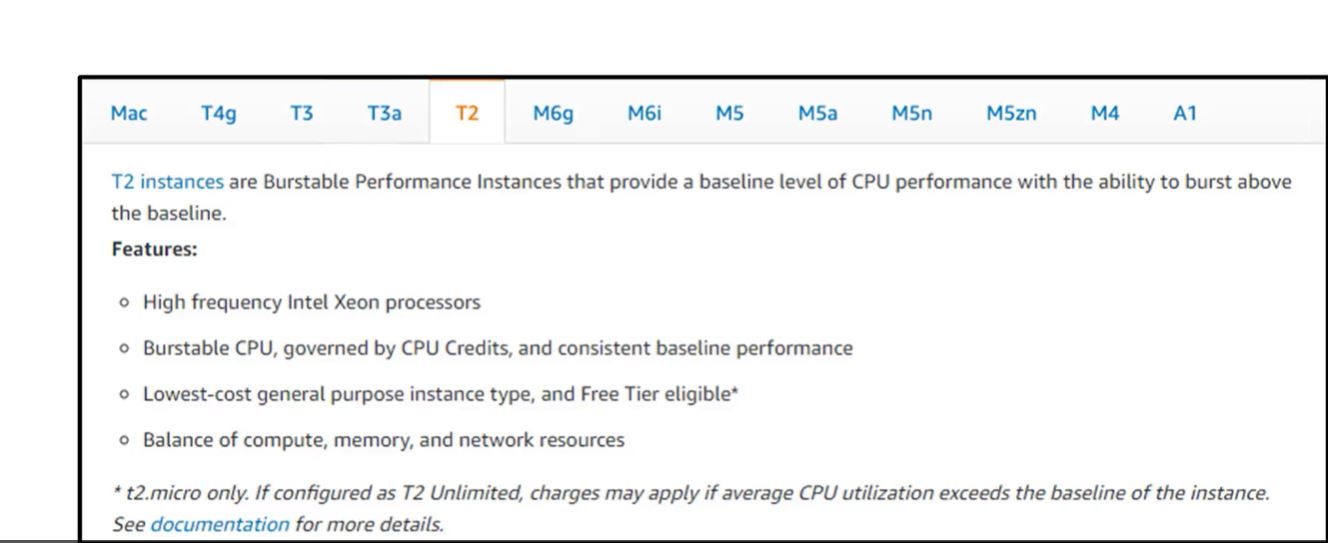 Mac T4g T3 T3a T2 M6g M6i M5 M5a M5n M5zn M4 A1
T2 instances are Burstable Performance Instances that provide a baseline level of CPU performance with the ability to burst above
the baseline.
Features:
High frequency Intel Xeon processors
Burstable CPU, governed by CPU Credits, and consistent baseline performance
Lowest-cost general purpose instance type, and Free Tier eligible*
Balance of compute, memory, and network resources
* t2.micro only. If configured as T2 Unlimited, charges may apply if average CPU utilization exceeds the baseline of the instance.
See documentation for more details.